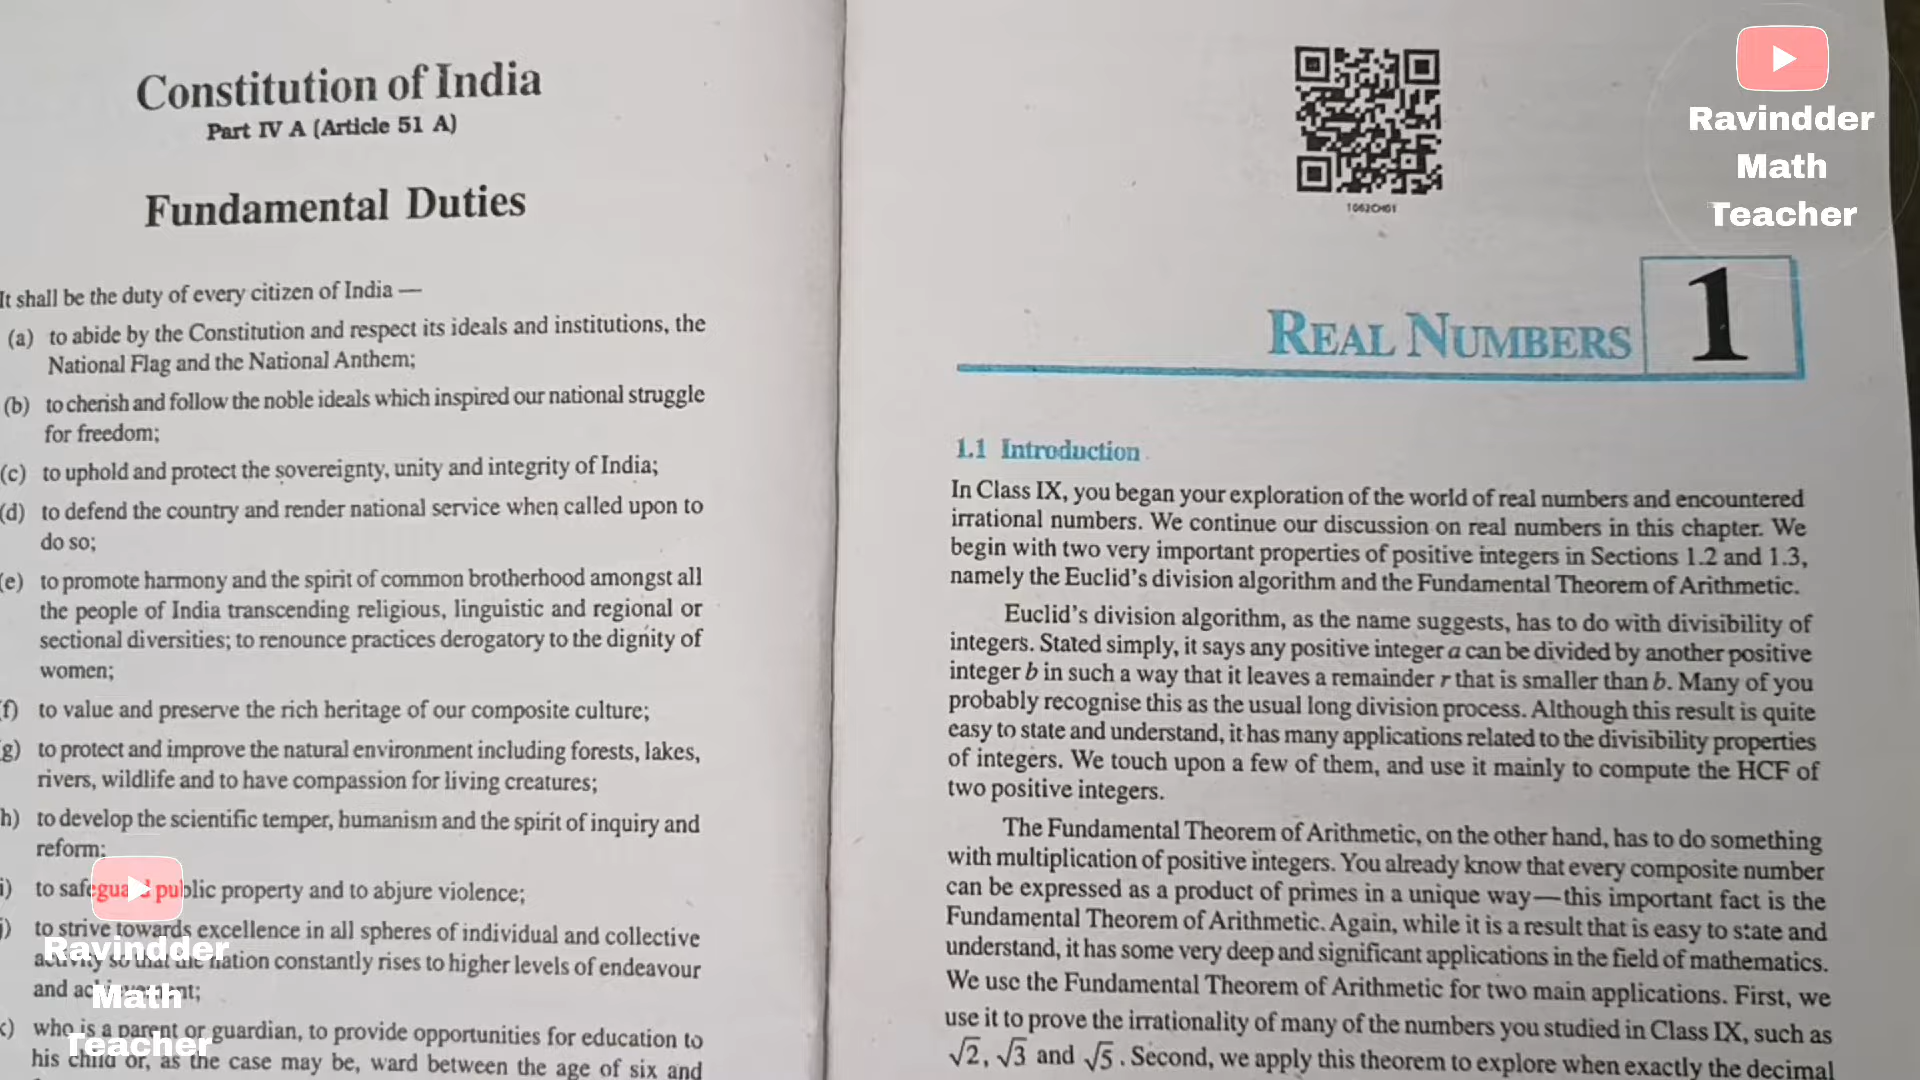 Constitution of India
Part IV A (Article 51 A)
Fundamental Duties
It shall be the duty of every citizen of India —
(a) to abide by the Constitution and respect its ideals and institutions, the
National Flag and the National Anthem;
(b) to cherish and follow the noble ideals which inspired our national struggle
for freedom;
(c) to uphold and protect the sovereignty, unity and integrity of India;
(d) to defend the country and render national service when called upon to
do so;
(e) to promote harmony and the spirit of common brotherhood amongst all
the people of India transcending religious, linguistic and regional or
sectional diversities; to renounce practices derogatory to the dignity of
women;
f) to value and preserve the rich heritage of our composite culture;
g) to protect and improve the natural environment including forests, lakes,
rivers, wildlife and to have compassion for living creatures;
h) to develop the scientific temper, humanism and the spirit of inquiry and
reform;
i) to safeguard public property and to abjure violence;
j) to strive towards excellence in all spheres of individual and collective
activity so that the nation constantly rises to higher levels of endeavour
and achievement;
k) who is a parent or guardian, to provide opportunities for education to
his child or, as the case may be, ward between the age of six and
Ravindder
Math
Teacher
1062CH01
REAL NUMBERS
1
1.1 Introduction
In Class IX, you began your exploration of the world of real numbers and encountered
irrational numbers. We continue our discussion on real numbers in this chapter. We
begin with two very important properties of positive integers in Sections 1.2 and 1.3,
namely the Euclid's division algorithm and the Fundamental Theorem of Arithmetic.
Euclid's division algorithm, as the name suggests, has to do with divisibility of
integers. Stated simply, it says any positive integer a can be divided by another positive
integer b in such a way that it leaves a remainder r that is smaller than b. Many of you
probably recognise this as the usual long division process. Although this result is quite
easy to state and understand, it has many applications related to the divisibility properties
of integers. We touch upon a few of them, and use it mainly to compute the HCF of
two positive integers.
The Fundamental Theorem of Arithmetic, on the other hand, has to do something
with multiplication of positive integers. You already know that every composite number
can be expressed as a product of primes in a unique way—this important fact is the
Fundamental Theorem of Arithmetic. Again, while it is a result that is easy to state and
understand, it has some very deep and significant applications in the field of mathematics.
We use the Fundamental Theorem of Arithmetic for two main applications. First, we
use it to prove the irrationality of many of the numbers you studied in Class IX, such as
√2, √3 and √5. Second, we apply this theorem to explore when exactly the decimal
Ravindder
Math
Teacher